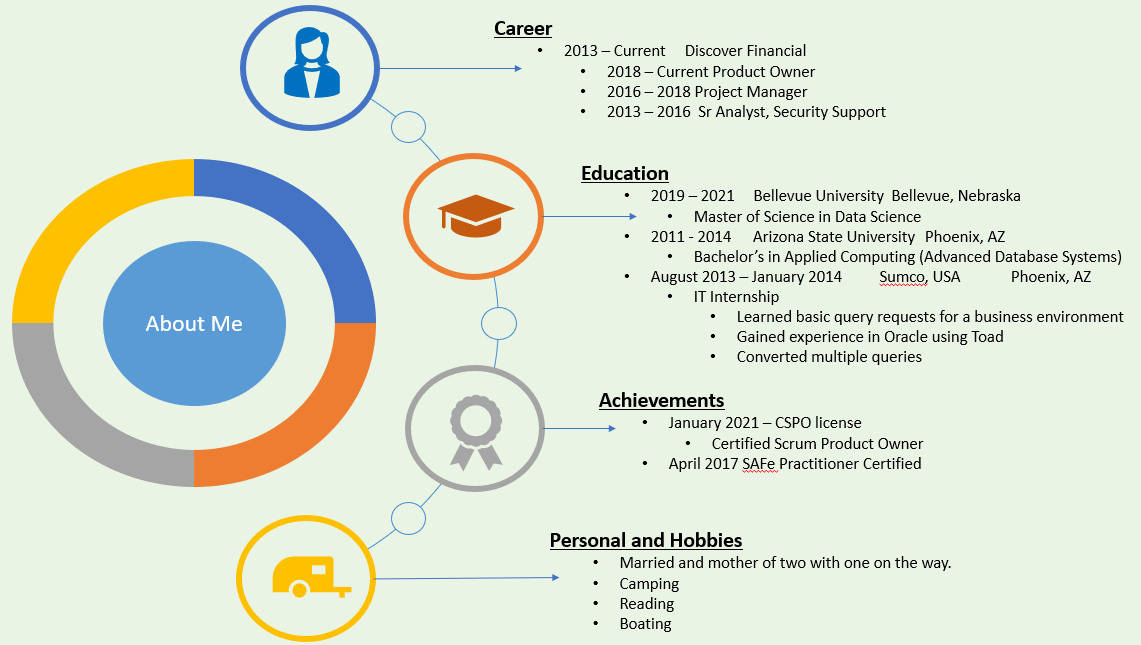 Career
• 2013 – Current Discover Financial
• 2018 – Current Product Owner
• 2016 – 2018 Project Manager
• 2013 – 2016 Sr Analyst, Security Support
Education
• 2019 – 2021 Bellevue University Bellevue, Nebraska
• Master of Science in Data Science
• 2011 - 2014 Arizona State University Phoenix, AZ
• Bachelor’s in Applied Computing (Advanced Database Systems)
• August 2013 – January 2014 Sumco, USA Phoenix, AZ
• IT Internship
• Learned basic query requests for a business environment
• Gained experience in Oracle using Toad
• Converted multiple queries
About Me
Achievements
• January 2021 – CSPO license
• Certified Scrum Product Owner
• April 2017 SAFe Practitioner Certified
Personal and Hobbies
• Married and mother of two with one on the way.
• Camping
• Reading
• Boating